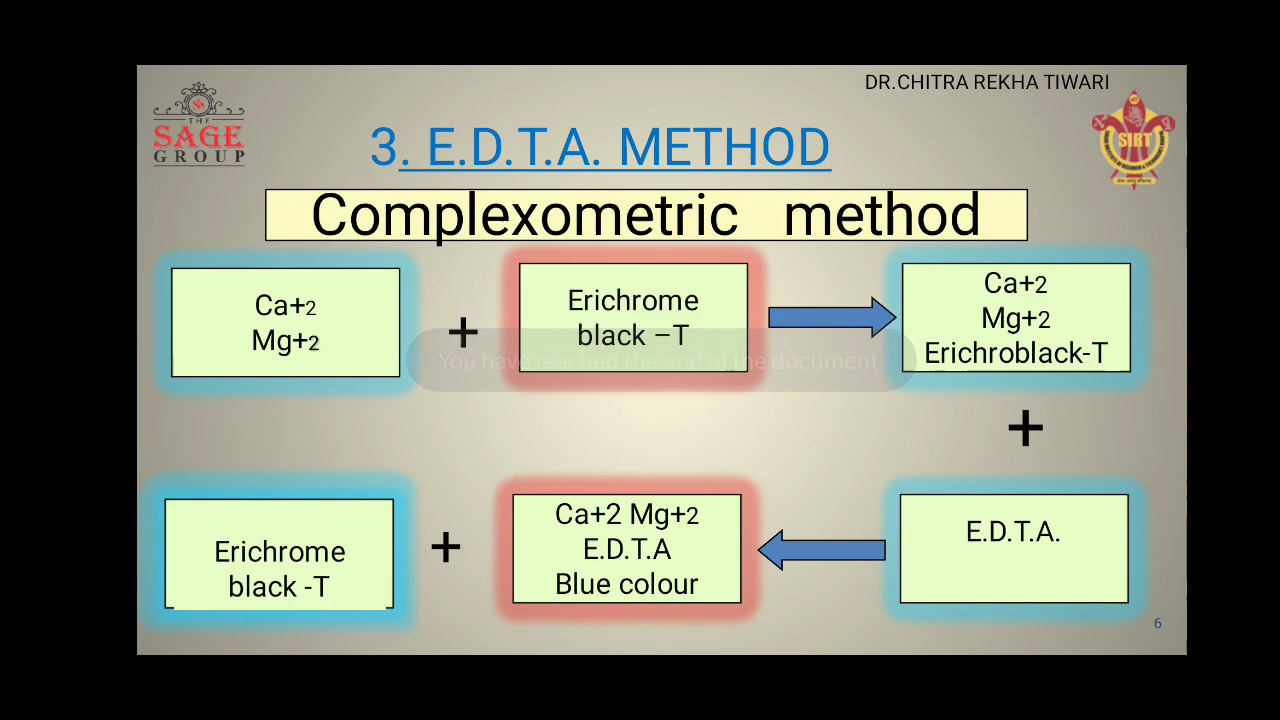 DR.CHITRA REKHA TIWARI
THE
SAGE
GROUP
SIRT
3. E.D.T.A. METHOD
Complexometric method
Ca+2
Mg+2
+
Erichrome
black –T
Ca+2
Mg+2
Erichroblack-T
You have reached the end of the document.
+
Erichrome
black -T
+
Ca+2 Mg+2
E.D.T.A
Blue colour
E.D.T.A.
6